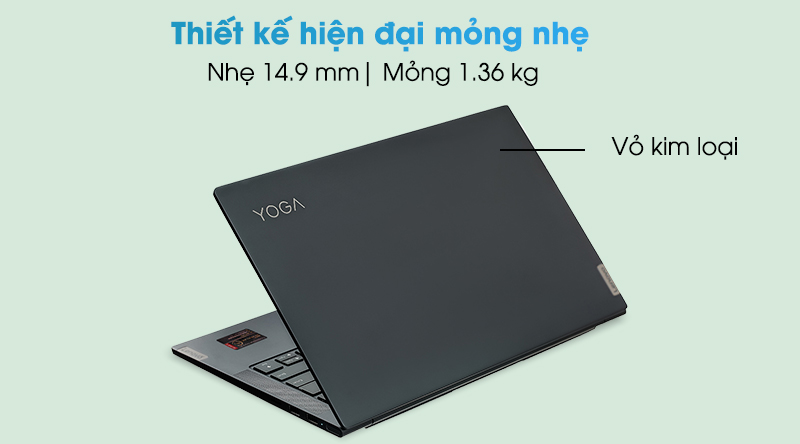 Thiết kế hiện đại mỏng nhẹ
Nhẹ 14.9 mm| Mỏng 1.36 kg
Vỏ kim loại
YOGA